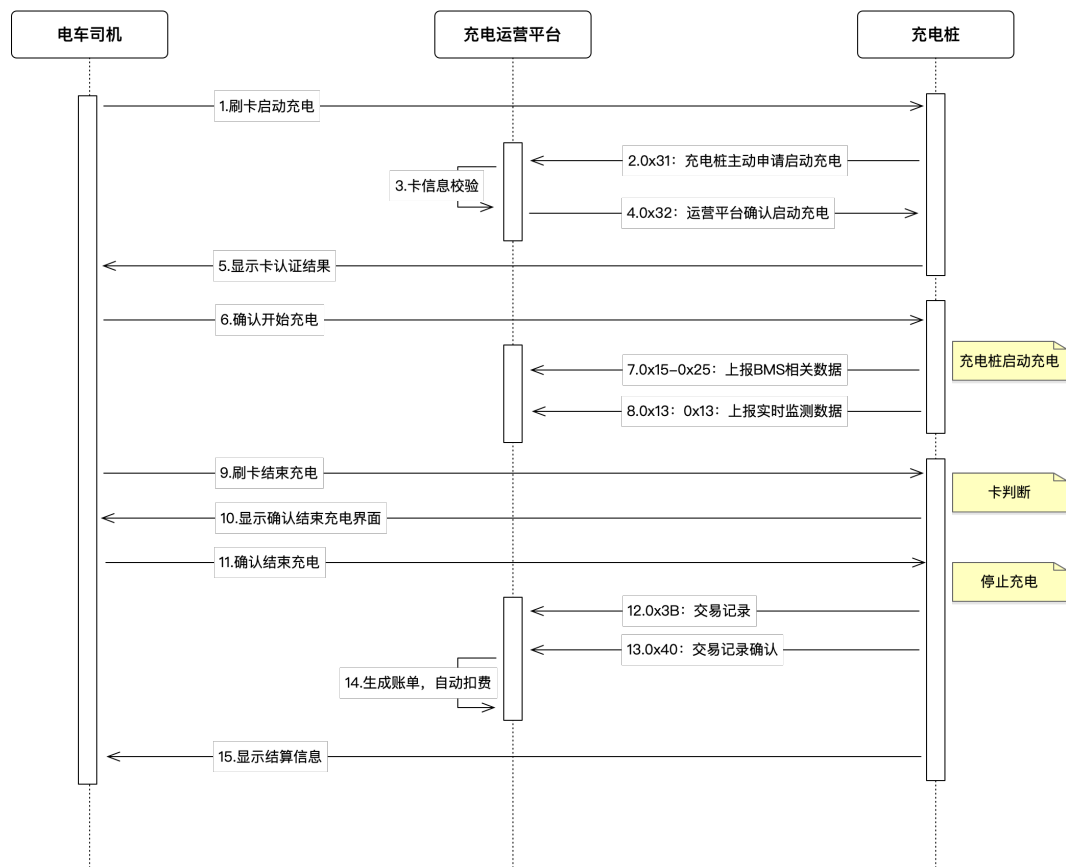 电车司机
充电运营平台
充电桩
1.刷卡启动充电
2.0x31：充电桩主动申请启动充电
3.卡信息校验
4.0x32：运营平台确认启动充电
5.显示卡认证结果
6.确认开始充电
充电桩启动充电
7.0x15-0x25：上报BMS相关数据
8.0x13：0x13：上报实时监测数据
9.刷卡结束充电
卡判断
10.显示确认结束充电界面
11.确认结束充电
停止充电
12.0x3B：交易记录
13.0x40：交易记录确认
14.生成账单，自动扣费
15.显示结算信息